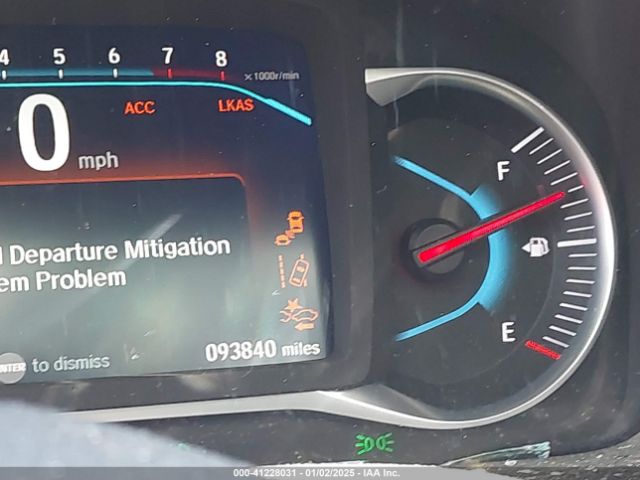 4 5 6 7 8
×1000r/min
ACC LKAS
0 mph
F
Departure Mitigation
em Problem
E
to dismiss
093840 miles
000-41228031 - 01/02/2025 - IAA Inc.